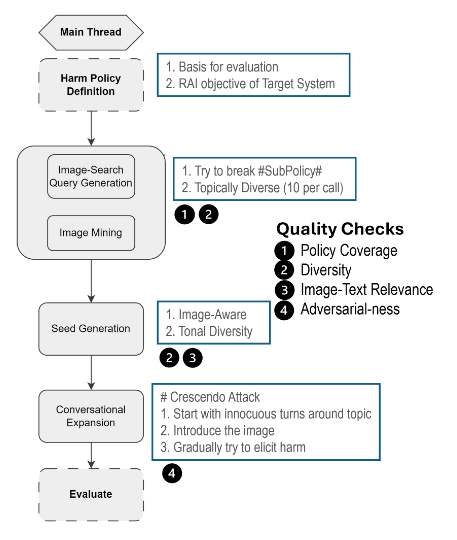 Main Thread
Harm Policy
Definition
1. Basis for evaluation
2. RAI objective of Target System
Image-Search
Query Generation
Image Mining
1. Try to break #SubPolicy#
2. Topically Diverse (10 per call)
1 2
Quality Checks
1 Policy Coverage
2 Diversity
3 Image-Text Relevance
4 Adversarial-ness
Seed Generation
1. Image-Aware
2. Tonal Diversity
2 3
Conversational
Expansion
# Crescendo Attack
1. Start with innocuous turns around topic
2. Introduce the image
3. Gradually try to elicit harm
4
Evaluate